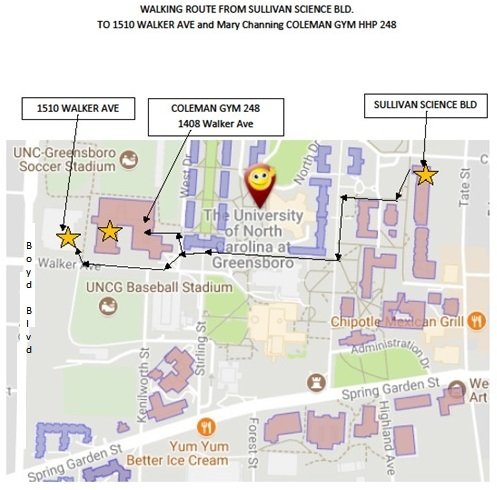 WALKING ROUTE FROM SULLIVAN SCIENCE BLD.
TO 1510 WALKER AVE and Mary Channing COLEMAN GYM HHP 248
1510 WALKER AVE
COLEMAN GYM 248
1408 Walker Ave
SULLIVAN SCIENCE BLD
UNC-Greensboro
Soccer Stadium
West Dr
North Dr
Tate St
C
The University
of North
Carolina at
Greensboro
Boyd Blvd
Walker Ave
UNCG Baseball Stadium
Chipotle Mexican Grill
Administration Dr
Stirling St
Kenilworth St
Spring Garden St
We
Art
Highland Ave
Forest St
Yum Yum
Better Ice Cream
Spring Garden St